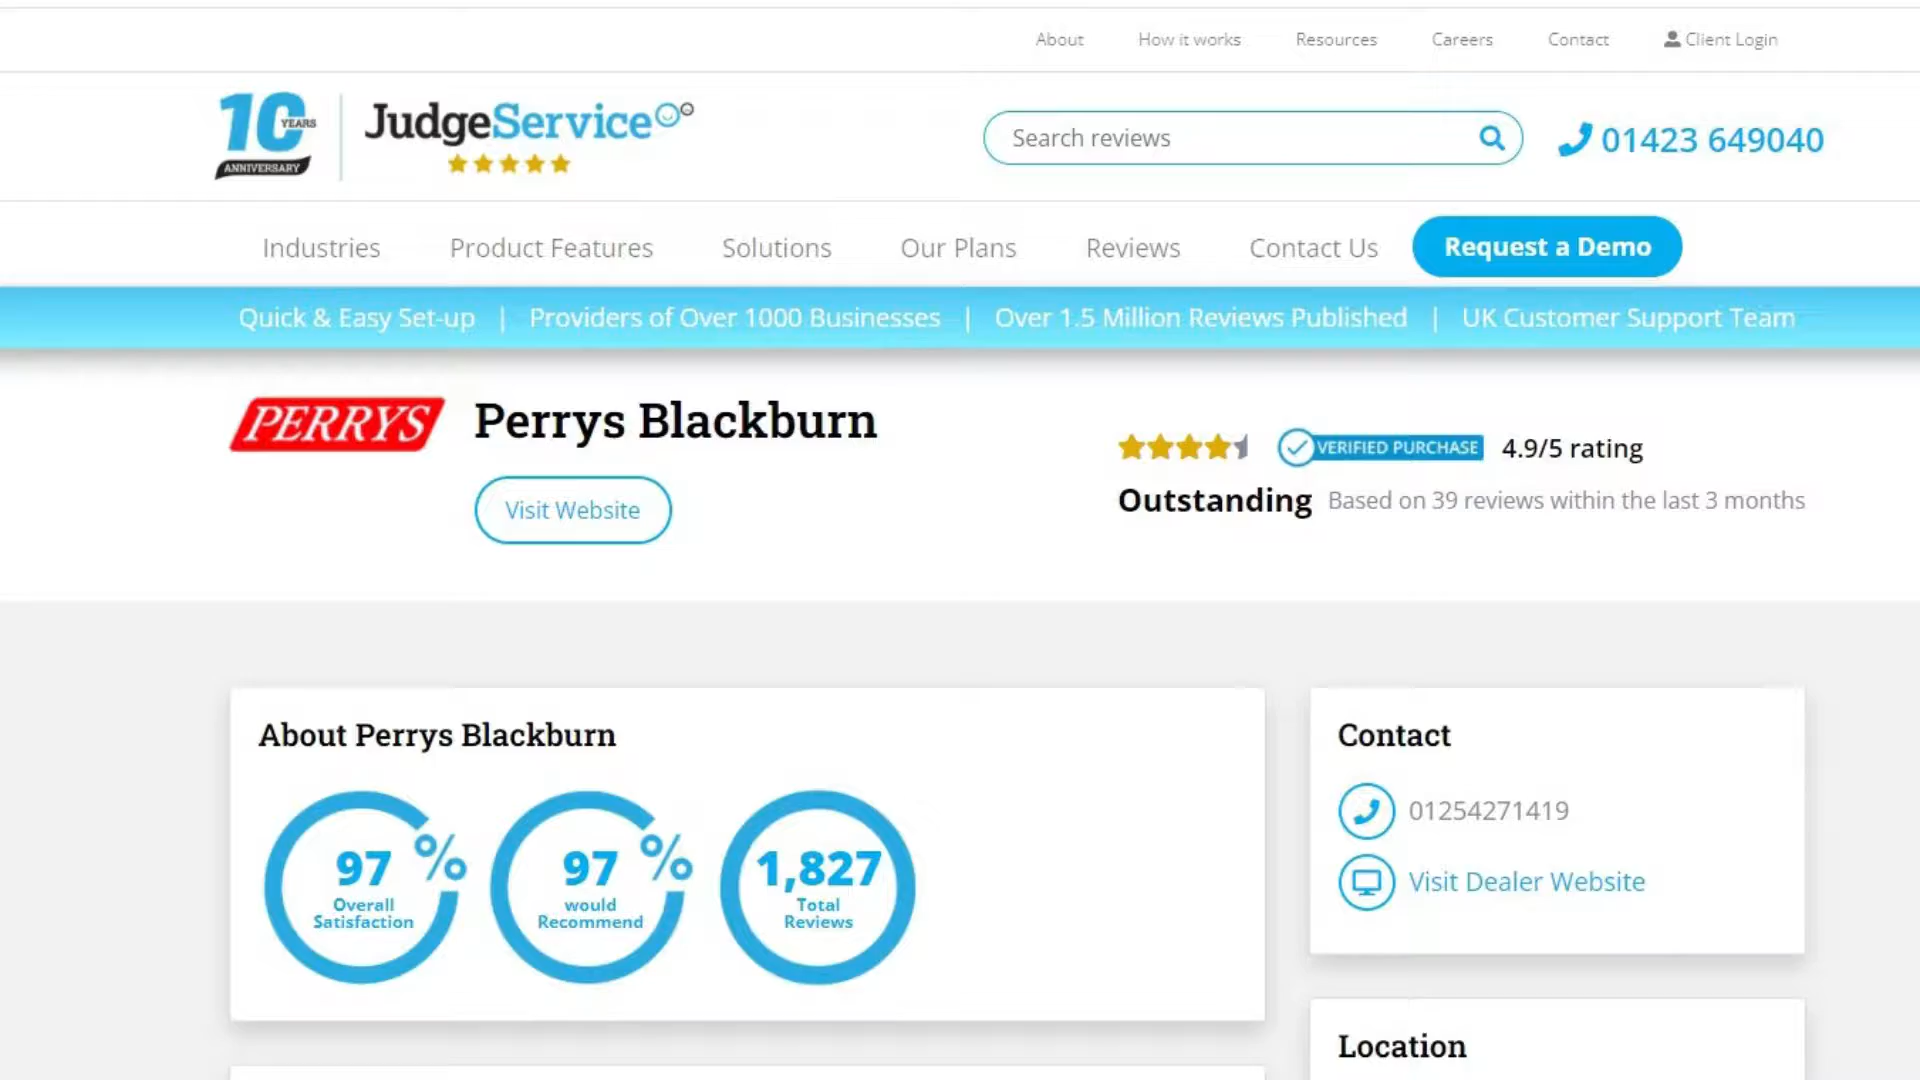 About How it works Resources Careers Contact Client Login
10 YEARS ANNIVERSARY
JudgeService
Search reviews
01423 649040
Industries Product Features Solutions Our Plans Reviews Contact Us Request a Demo
Quick & Easy Set-up | Providers of Over 1000 Businesses | Over 1.5 Million Reviews Published | UK Customer Support Team
PERRYS
Perrys Blackburn
Visit Website
VERIFIED PURCHASE 4.9/5 rating
Outstanding Based on 39 reviews within the last 3 months
About Perrys Blackburn
97 %
Overall
Satisfaction
97 %
would
Recommend
1,827
Total
Reviews
Contact
01254271419
Visit Dealer Website
Location